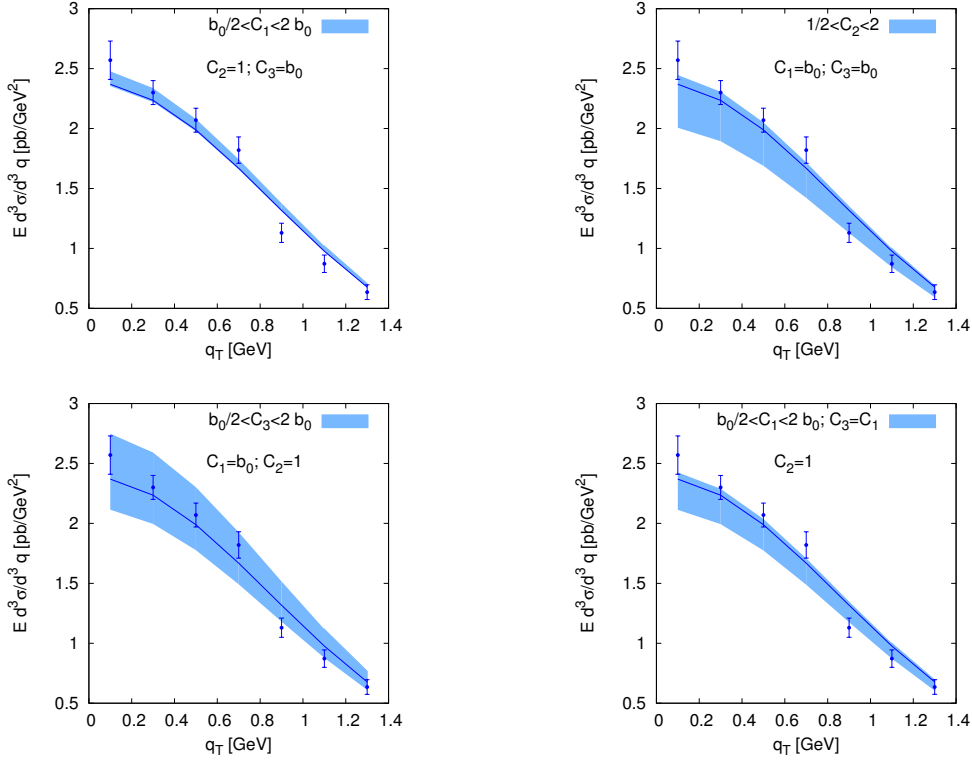 b₀/2<C₁<2 b₀
C₂=1; C₃=b₀
E d³σ/d³ q [pb/GeV²]
3
2.5
2
1.5
1
0.5
0 0.2 0.4 0.6 0.8 1 1.2 1.4
q_T [GeV]
1/2<C₂<2
C₁=b₀; C₃=b₀
E d³σ/d³ q [pb/GeV²]
3
2.5
2
1.5
1
0.5
0 0.2 0.4 0.6 0.8 1 1.2 1.4
q_T [GeV]
b₀/2<C₃<2 b₀
C₁=b₀; C₂=1
E d³σ/d³ q [pb/GeV²]
3
2.5
2
1.5
1
0.5
0 0.2 0.4 0.6 0.8 1 1.2 1.4
q_T [GeV]
b₀/2<C₁<2 b₀; C₃=C₁
C₂=1
E d³σ/d³ q [pb/GeV²]
3
2.5
2
1.5
1
0.5
0 0.2 0.4 0.6 0.8 1 1.2 1.4
q_T [GeV]